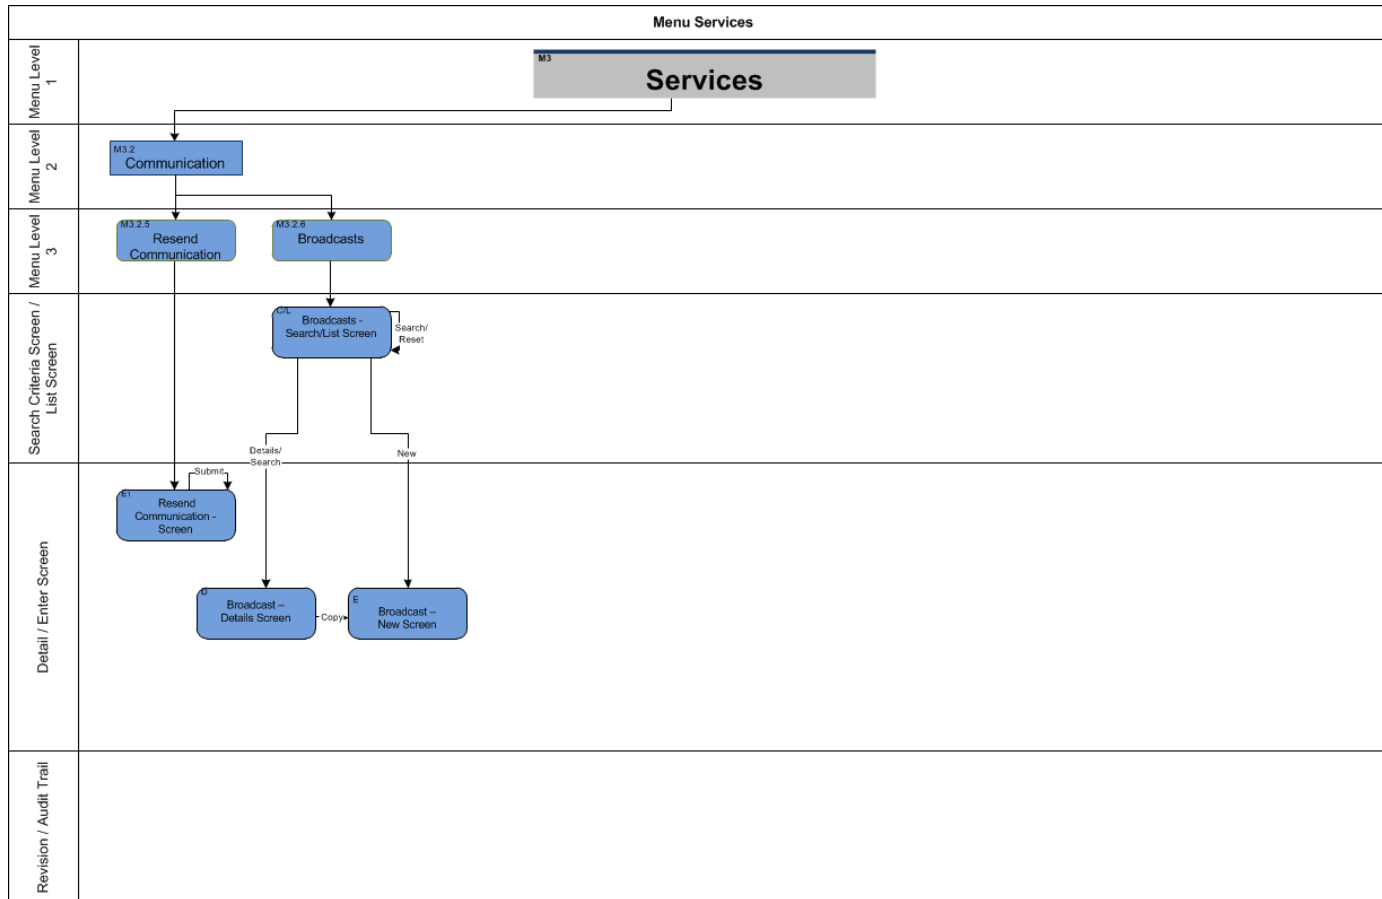 Menu Services
Menu Level
1
M3
Services
Menu Level
2
M3.2
Communication
Menu Level
3
M3.2.5
Resend
Communication
M3.2.6
Broadcasts
Search Criteria Screen /
List Screen
C/L
Broadcasts -
Search/List Screen
Search/
Reset
Details/
Search
New
Detail / Enter Screen
Submit
E1
Resend
Communication -
Screen
D
Broadcast –
Details Screen
Copy
E
Broadcast –
New Screen
Revision / Audit Trail